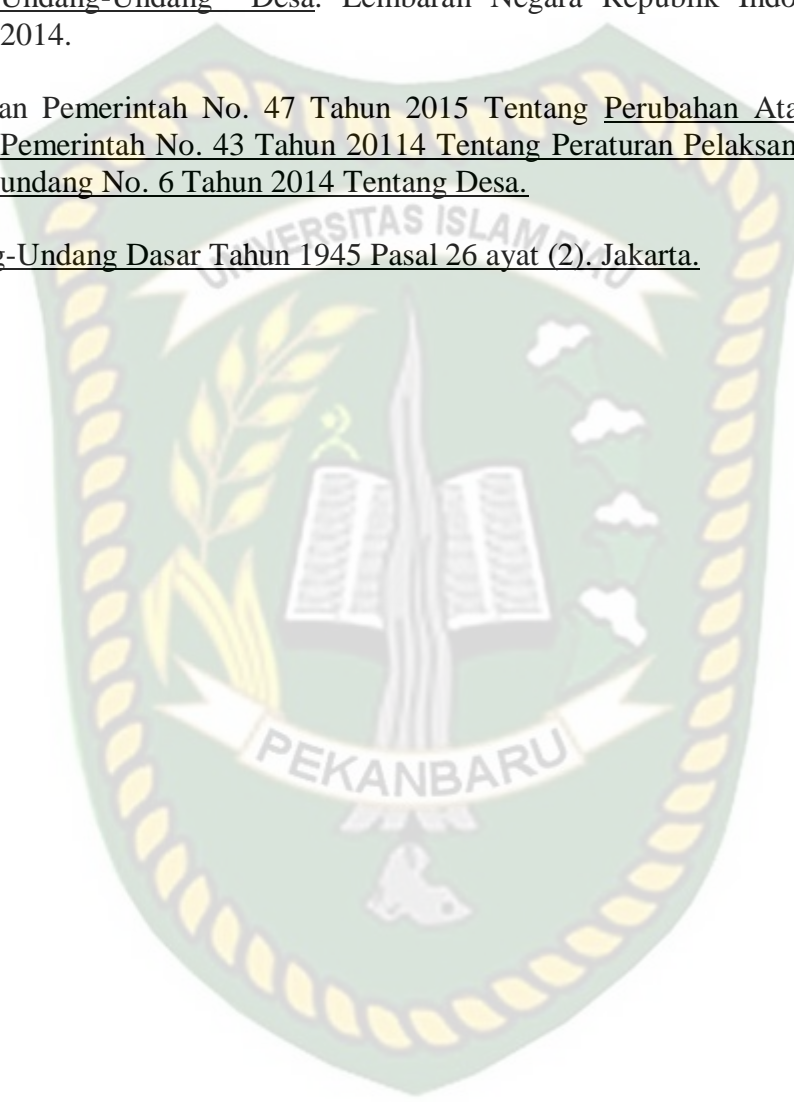 Undang-Undang Desa. Lembaran Negara Republik Indo
2014.
an Pemerintah No. 47 Tahun 2015 Tentang Perubahan Ata
Pemerintah No. 43 Tahun 20114 Tentang Peraturan Pelaksan
undang No. 6 Tahun 2014 Tentang Desa.
UNIVERSITAS ISLAM RIAU
g-Undang Dasar Tahun 1945 Pasal 26 ayat (2). Jakarta.
PEKANBARU